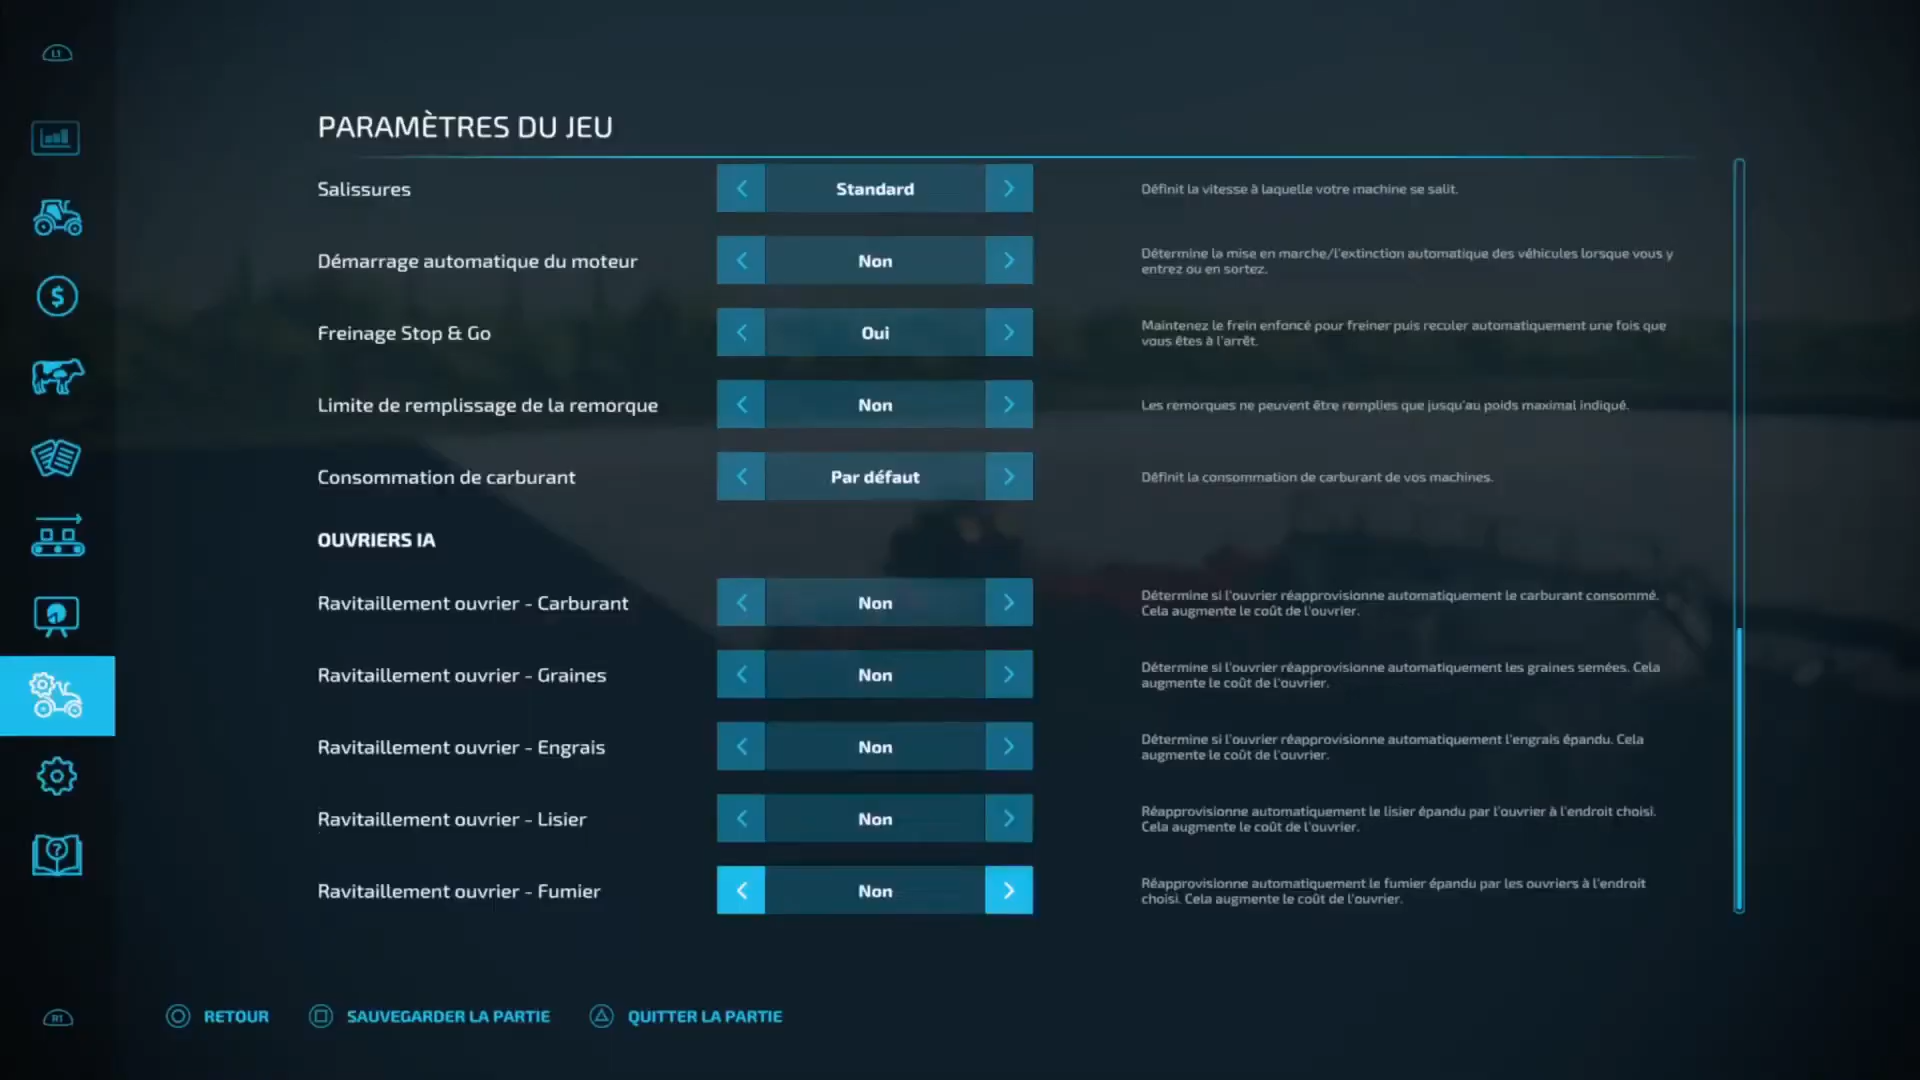 L1
PARAMÈTRES DU JEU
Salissures
Standard
Définit la vitesse à laquelle votre machine se salit.
Démarrage automatique du moteur
Non
Détermine la mise en marche/l'extinction automatique des véhicules lorsque vous y
entrez ou en sortez.
Freinage Stop & Go
Oui
Maintenez le frein enfoncé pour freiner puis reculer automatiquement une fois que
vous êtes à l'arrêt.
Limite de remplissage de la remorque
Non
Les remorques ne peuvent être remplies que jusqu'au poids maximal indiqué.
Consommation de carburant
Par défaut
Définit la consommation de carburant de vos machines.
OUVRIERS IA
Ravitaillement ouvrier - Carburant
Non
Détermine si l'ouvrier réapprovisionne automatiquement le carburant consommé.
Cela augmente le coût de l'ouvrier.
Ravitaillement ouvrier - Graines
Non
Détermine si l'ouvrier réapprovisionne automatiquement les graines semées. Cela
augmente le coût de l'ouvrier.
Ravitaillement ouvrier - Engrais
Non
Détermine si l'ouvrier réapprovisionne automatiquement l'engrais épandu. Cela
augmente le coût de l'ouvrier.
Ravitaillement ouvrier - Lisier
Non
Réapprovisionne automatiquement le lisier épandu par l'ouvrier à l'endroit choisi.
Cela augmente le coût de l'ouvrier.
Ravitaillement ouvrier - Fumier
Non
Réapprovisionne automatiquement le fumier épandu par les ouvriers à l'endroit
choisi. Cela augmente le coût de l'ouvrier.
R1
RETOUR
SAUVEGARDER LA PARTIE
QUITTER LA PARTIE